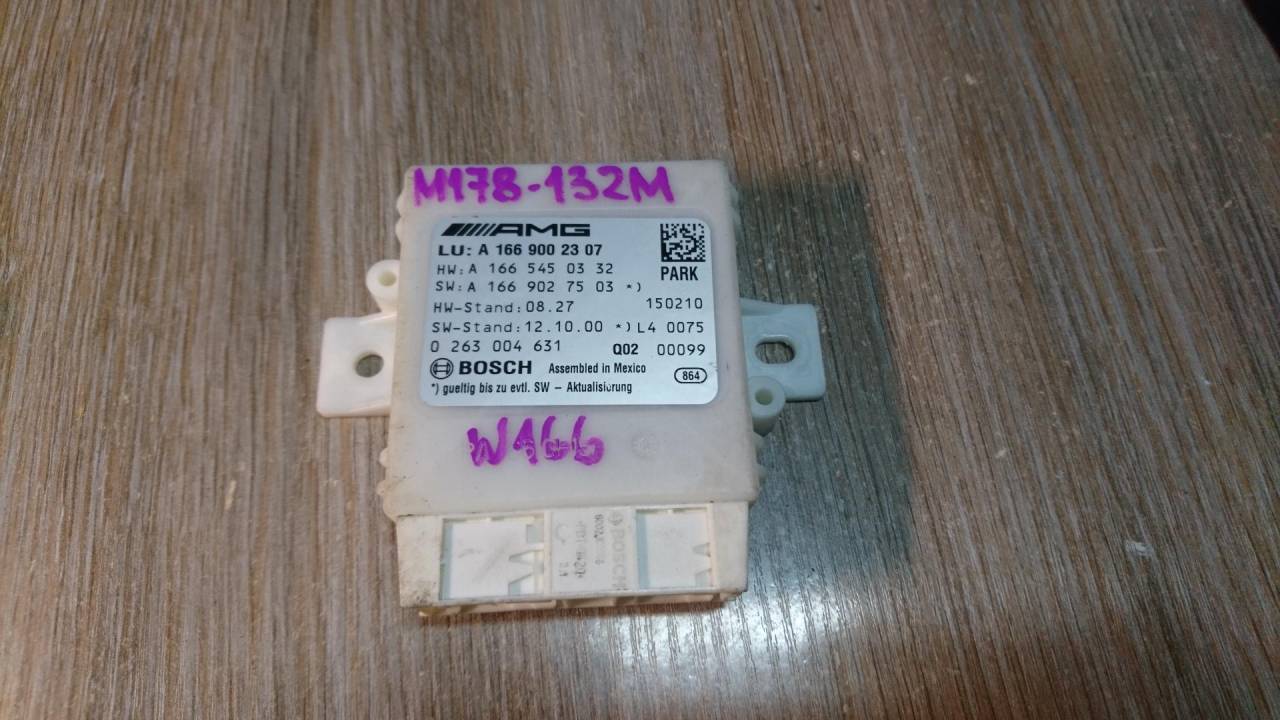 M178-132M
AMG
LU: A 166 900 23 07
HW: A 166 545 03 32
PARK
SW: A 166 902 75 03 *)
HW-Stand: 08.27 150210
SW-Stand: 12.10.00 *) L4 0075
0 263 004 631 Q02 00099
BOSCH Assembled in Mexico 864
*) gueltig bis zu evtl. SW - Aktualisirung
W166
BOSCH